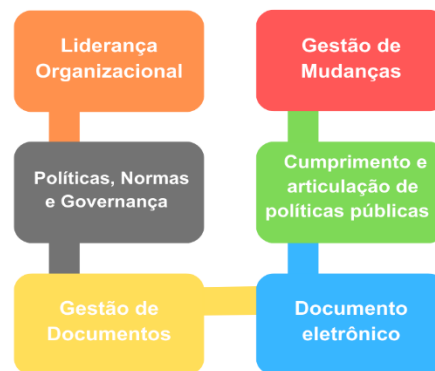 Liderança
Organizacional
Políticas, Normas
e Governança
Gestão de
Documentos
Documento
eletrônico
Cumprimento e
articulação de
políticas públicas
Gestão de
Mudanças